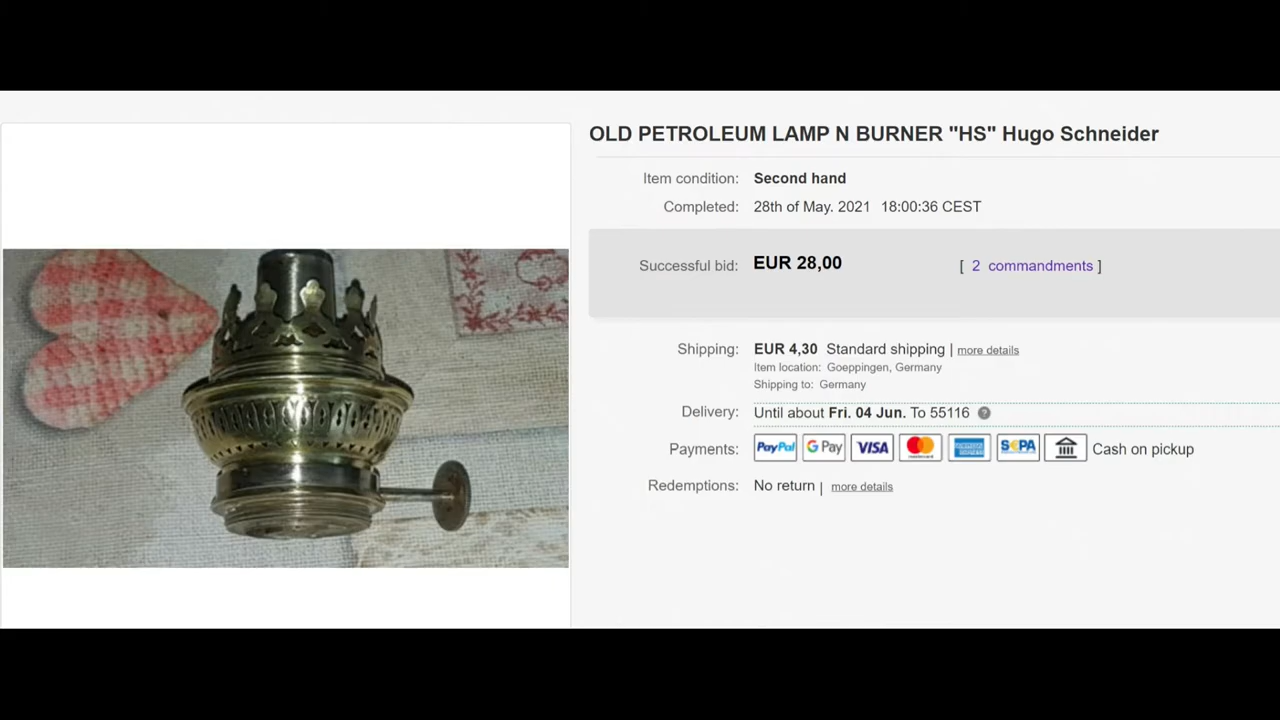 OLD PETROLEUM LAMP N BURNER "HS" Hugo Schneider
Item condition: Second hand
Completed: 28th of May. 2021 18:00:36 CEST
Successful bid: EUR 28,00 [ 2 commandments ]
Shipping: EUR 4,30 Standard shipping | more details
Item location: Goeppingen, Germany
Shipping to: Germany
Delivery: Until about Fri. 04 Jun. To 55116 ?
Payments: PayPal G Pay VISA mastercard S€PA Cash on pickup
Redemptions: No return | more details